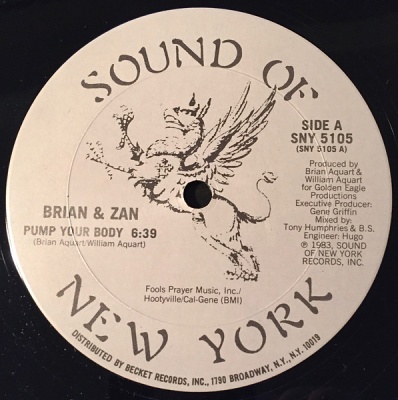 SOUND OF
SIDE A
SNY 5105
(SNY 5105 A)
Produced by
Brian Aquart &
William Aquart
for Golden Eagle
Productions
Executive Producer:
Gene Griffin
Mixed by:
Tony Humphries & B.S.
Engineer: Hugo
℗ 1983, SOUND
OF NEW YORK
RECORDS, INC.
BRIAN & ZAN
PUMP YOUR BODY 6:39
(Brian Aquart/William Aquart)
Fools Prayer Music, Inc./
Hootyville/Cal-Gene (BMI)
NEW YORK
DISTRIBUTED BY BECKET RECORDS, INC., 1790 BROADWAY, N.Y., N.Y. 10019